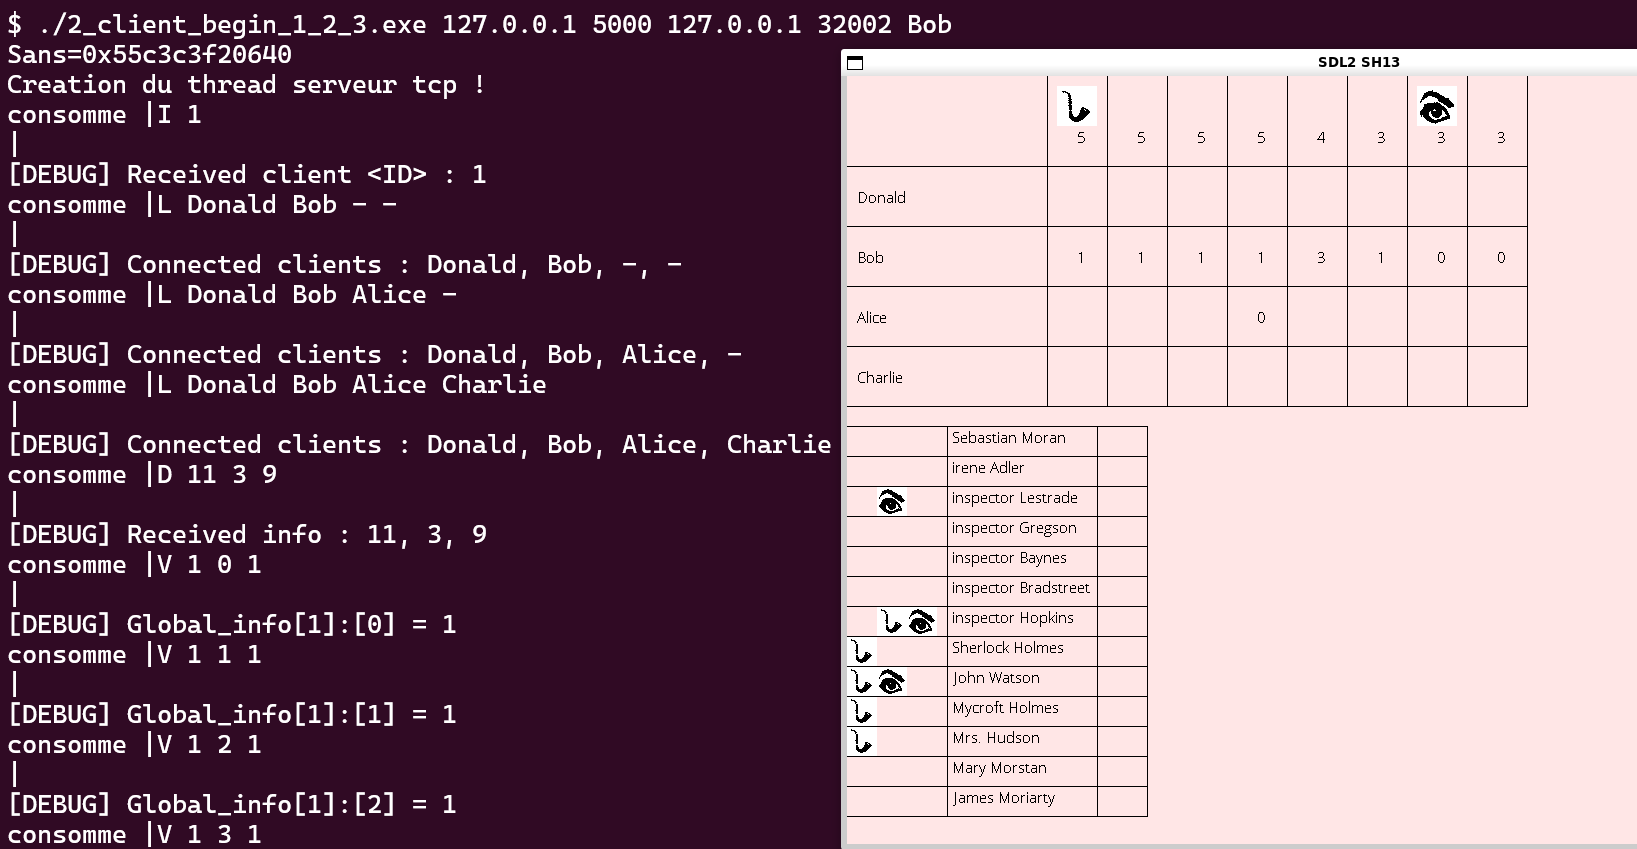 $ ./2_client_begin_1_2_3.exe 127.0.0.1 5000 127.0.0.1 32002 Bob
Sans=0x55c3c3f20640
Creation du thread serveur tcp !
consomme |I 1
|
[DEBUG] Received client <ID> : 1
consomme |L Donald Bob - -
|
[DEBUG] Connected clients : Donald, Bob, -, -
consomme |L Donald Bob Alice -
|
[DEBUG] Connected clients : Donald, Bob, Alice, -
consomme |L Donald Bob Alice Charlie
|
[DEBUG] Connected clients : Donald, Bob, Alice, Charlie
consomme |D 11 3 9
|
[DEBUG] Received info : 11, 3, 9
consomme |V 1 0 1
|
[DEBUG] Global_info[1]:[0] = 1
consomme |V 1 1 1
|
[DEBUG] Global_info[1]:[1] = 1
consomme |V 1 2 1
|
[DEBUG] Global_info[1]:[2] = 1
consomme |V 1 3 1
SDL2 SH13
5 5 5 5 4 3 3 3
Donald
Bob 1 1 1 1 3 1 0 0
Alice 0
Charlie
Sebastian Moran
irene Adler
inspector Lestrade
inspector Gregson
inspector Baynes
inspector Bradstreet
inspector Hopkins
Sherlock Holmes
John Watson
Mycroft Holmes
Mrs. Hudson
Mary Morstan
James Moriarty